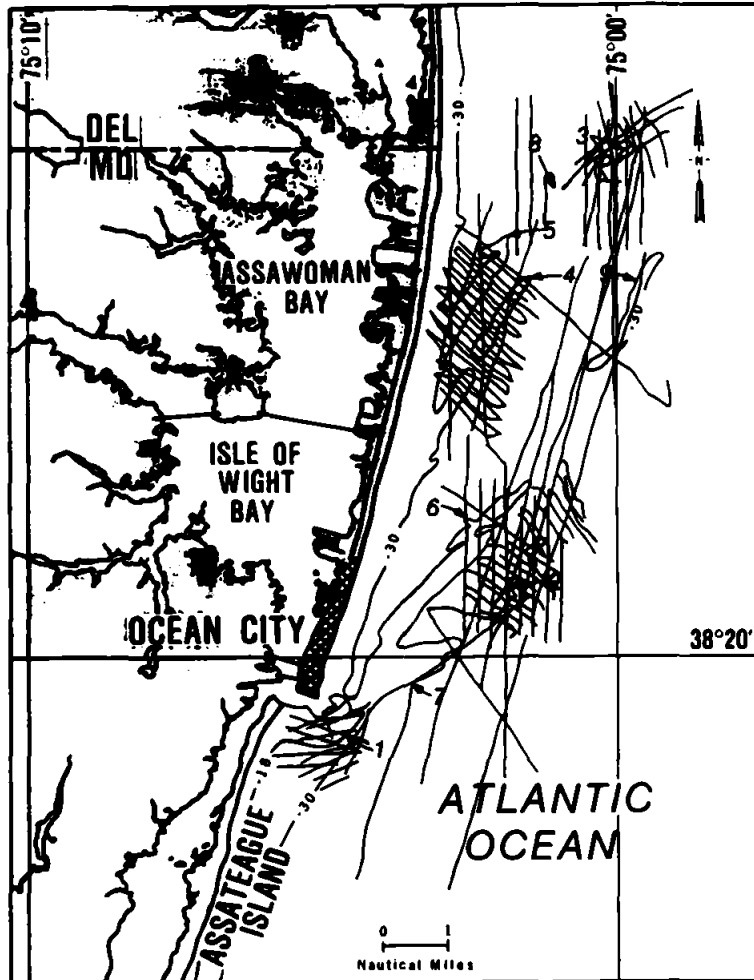 75°10'
75°00'
DEL
MD
-30
8
3
N
5
ASSAWOMAN
BAY
4
9
-30
ISLE OF
WIGHT
BAY
6
-30
OCEAN CITY
38°20'
7
1
-18
-30
ATLANTIC
OCEAN
ASSATEAGUE
ISLAND
0 1
Nautical Miles